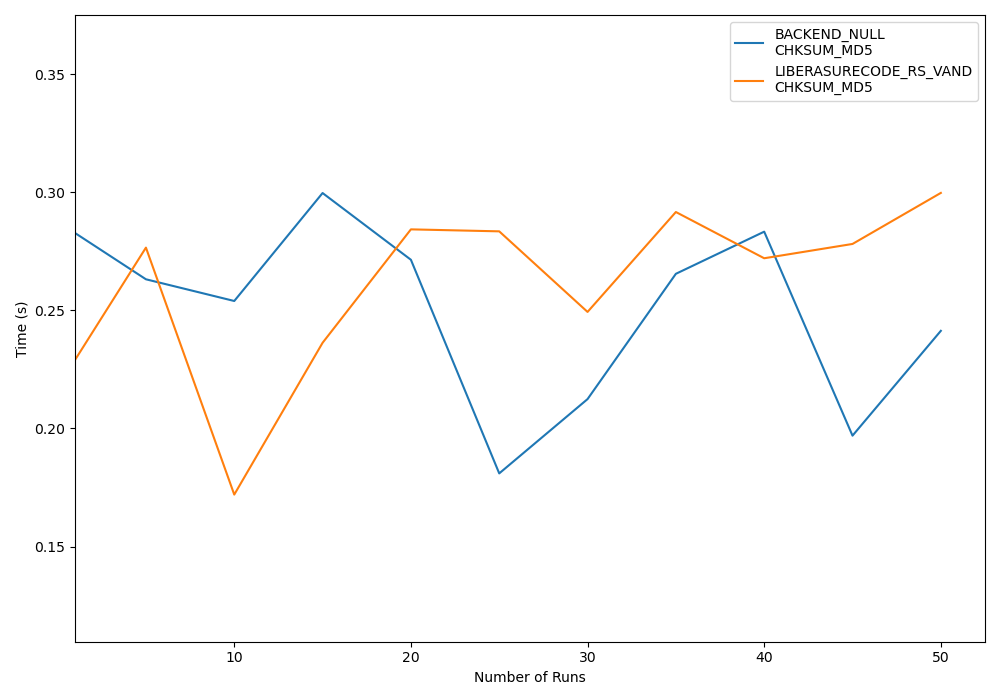 BACKEND_NULL
CHKSUM_MD5
LIBERASURECODE_RS_VAND
CHKSUM_MD5
0.35
0.30
0.25
0.20
0.15
Time (s)
10 20 30 40 50
Number of Runs